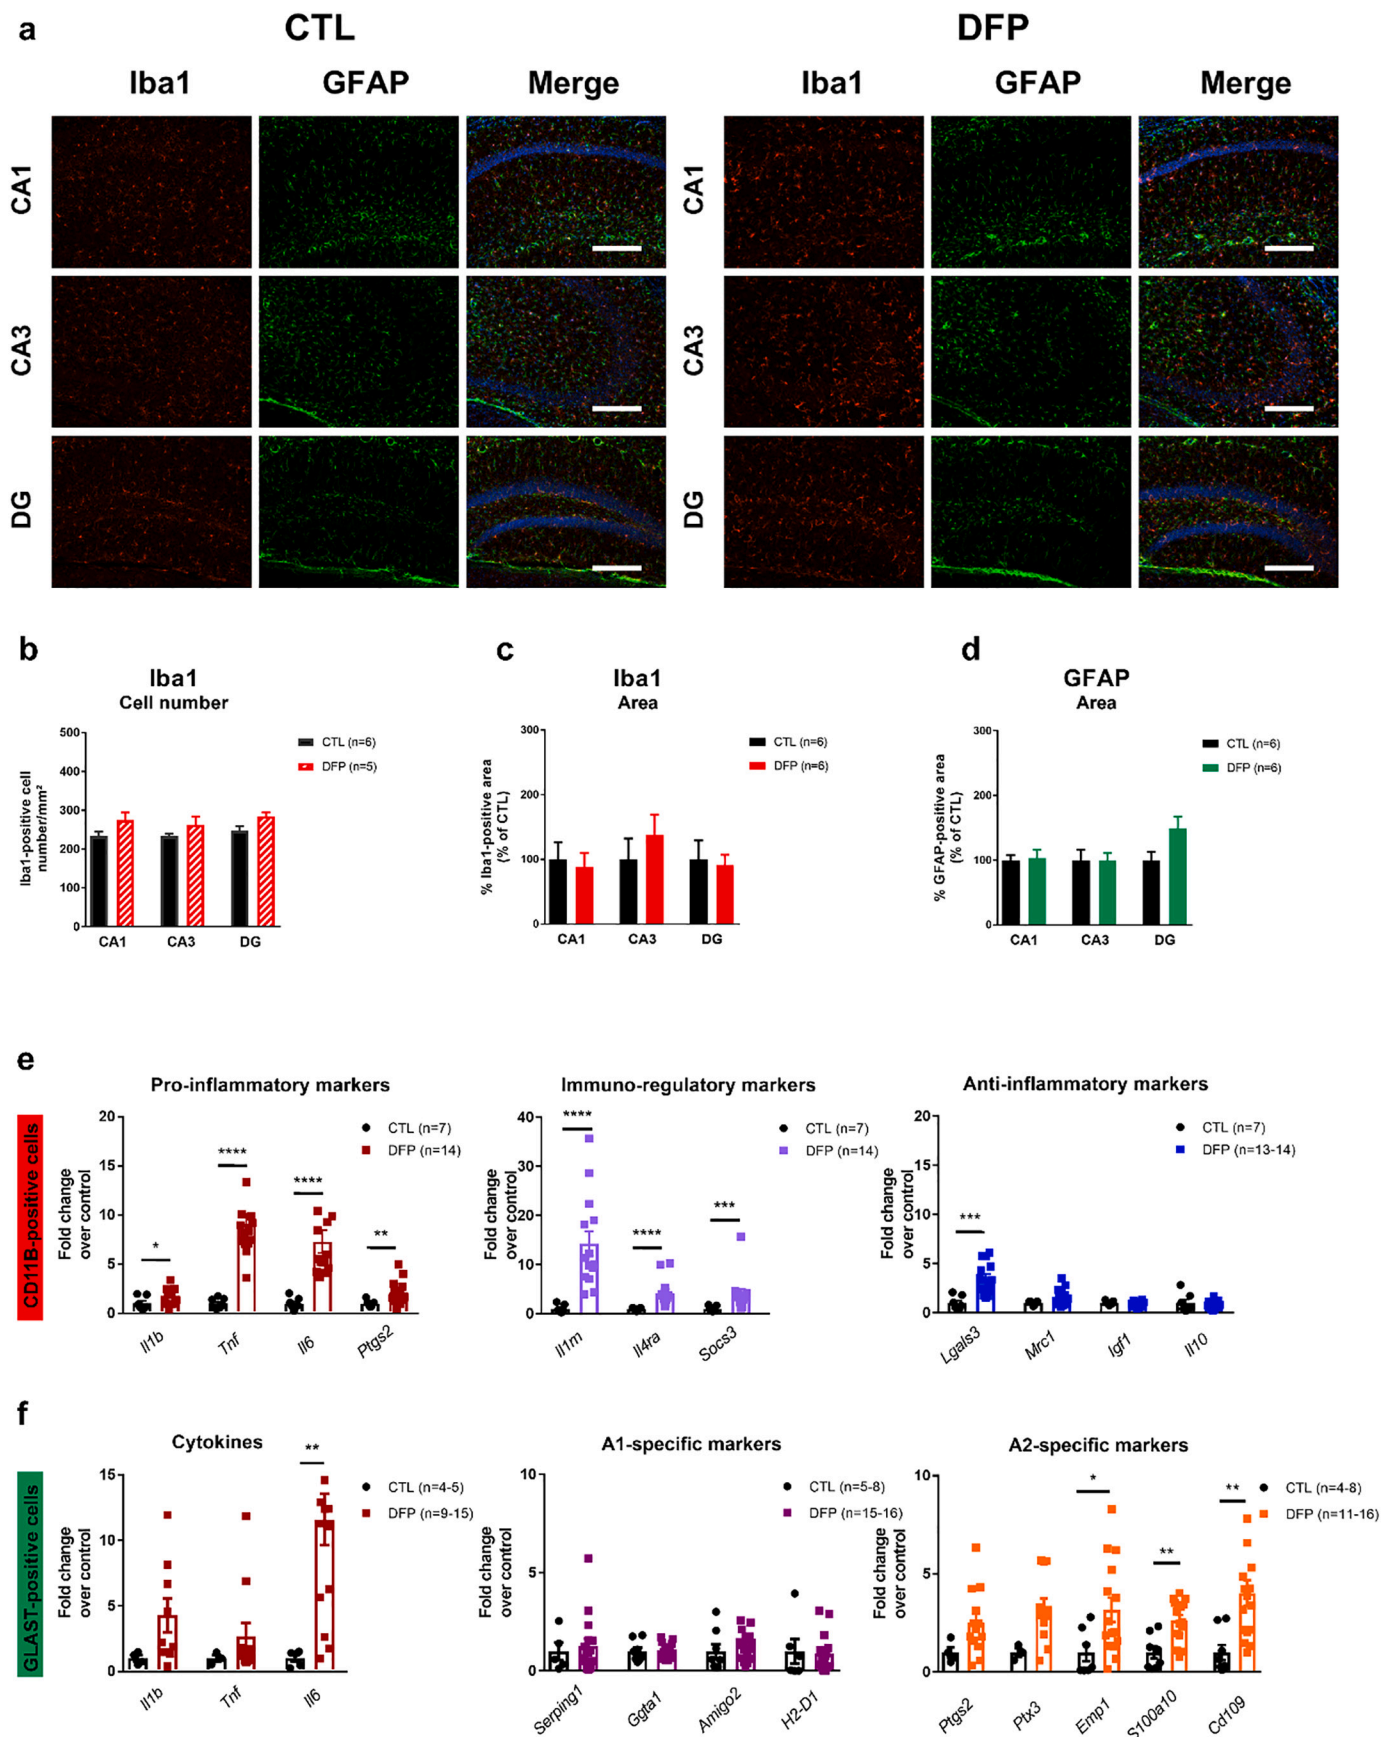 a
CTL
DFP
Iba1
GFAP
Merge
Iba1
GFAP
Merge
CA1
CA3
DG
CA1
CA3
DG
b
Iba1
Cell number
Iba1-positive cell
number/mm²
500
400
300
200
100
0
CA1
CA3
DG
CTL (n=6)
DFP (n=5)
c
Iba1
Area
% Iba1-positive area
(% of CTL)
300
200
100
0
CA1
CA3
DG
CTL (n=6)
DFP (n=6)
d
GFAP
Area
% GFAP-positive area
(% of CTL)
300
200
100
0
CA1
CA3
DG
CTL (n=6)
DFP (n=6)
e
CD11B-positive cells
Pro-inflammatory markers
Fold change
over control
20
15
10
5
0
*
****
****
**
Il1b
Tnf
Il6
Ptgs2
CTL (n=7)
DFP (n=14)
Immuno-regulatory markers
Fold change
over control
40
30
20
10
0
****
****
***
Il1rn
Il4ra
Socs3
CTL (n=7)
DFP (n=14)
Anti-inflammatory markers
Fold change
over control
20
15
10
5
0
***
Lgals3
Mrc1
Igf1
Il10
CTL (n=7)
DFP (n=13-14)
f
GLAST-positive cells
Cytokines
Fold change
over control
15
10
5
0
**
Il1b
Tnf
Il6
CTL (n=4-5)
DFP (n=9-15)
A1-specific markers
Fold change
over control
10
5
0
Serping1
Ggta1
Amigo2
H2-D1
CTL (n=5-8)
DFP (n=15-16)
A2-specific markers
Fold change
over control
10
5
0
*
**
**
Ptgs2
Ptx3
Emp1
S100a10
Cd109
CTL (n=4-8)
DFP (n=11-16)